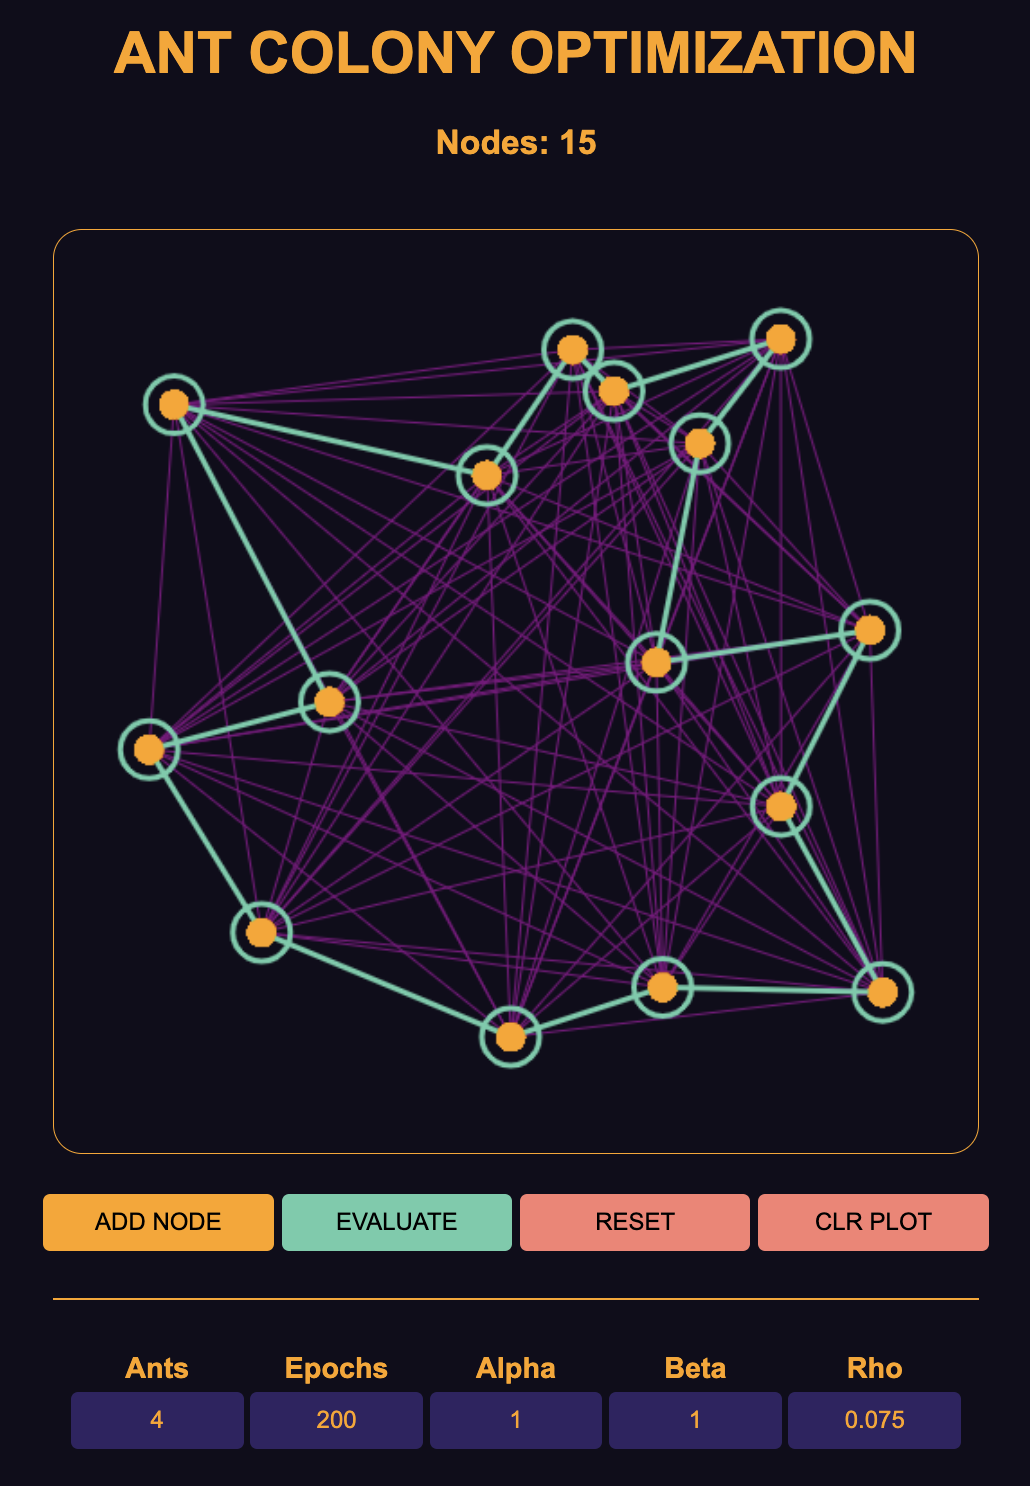 ANT COLONY OPTIMIZATION
Nodes: 15
ADD NODE EVALUATE RESET CLR PLOT
Ants Epochs Alpha Beta Rho
4 200 1 1 0.075